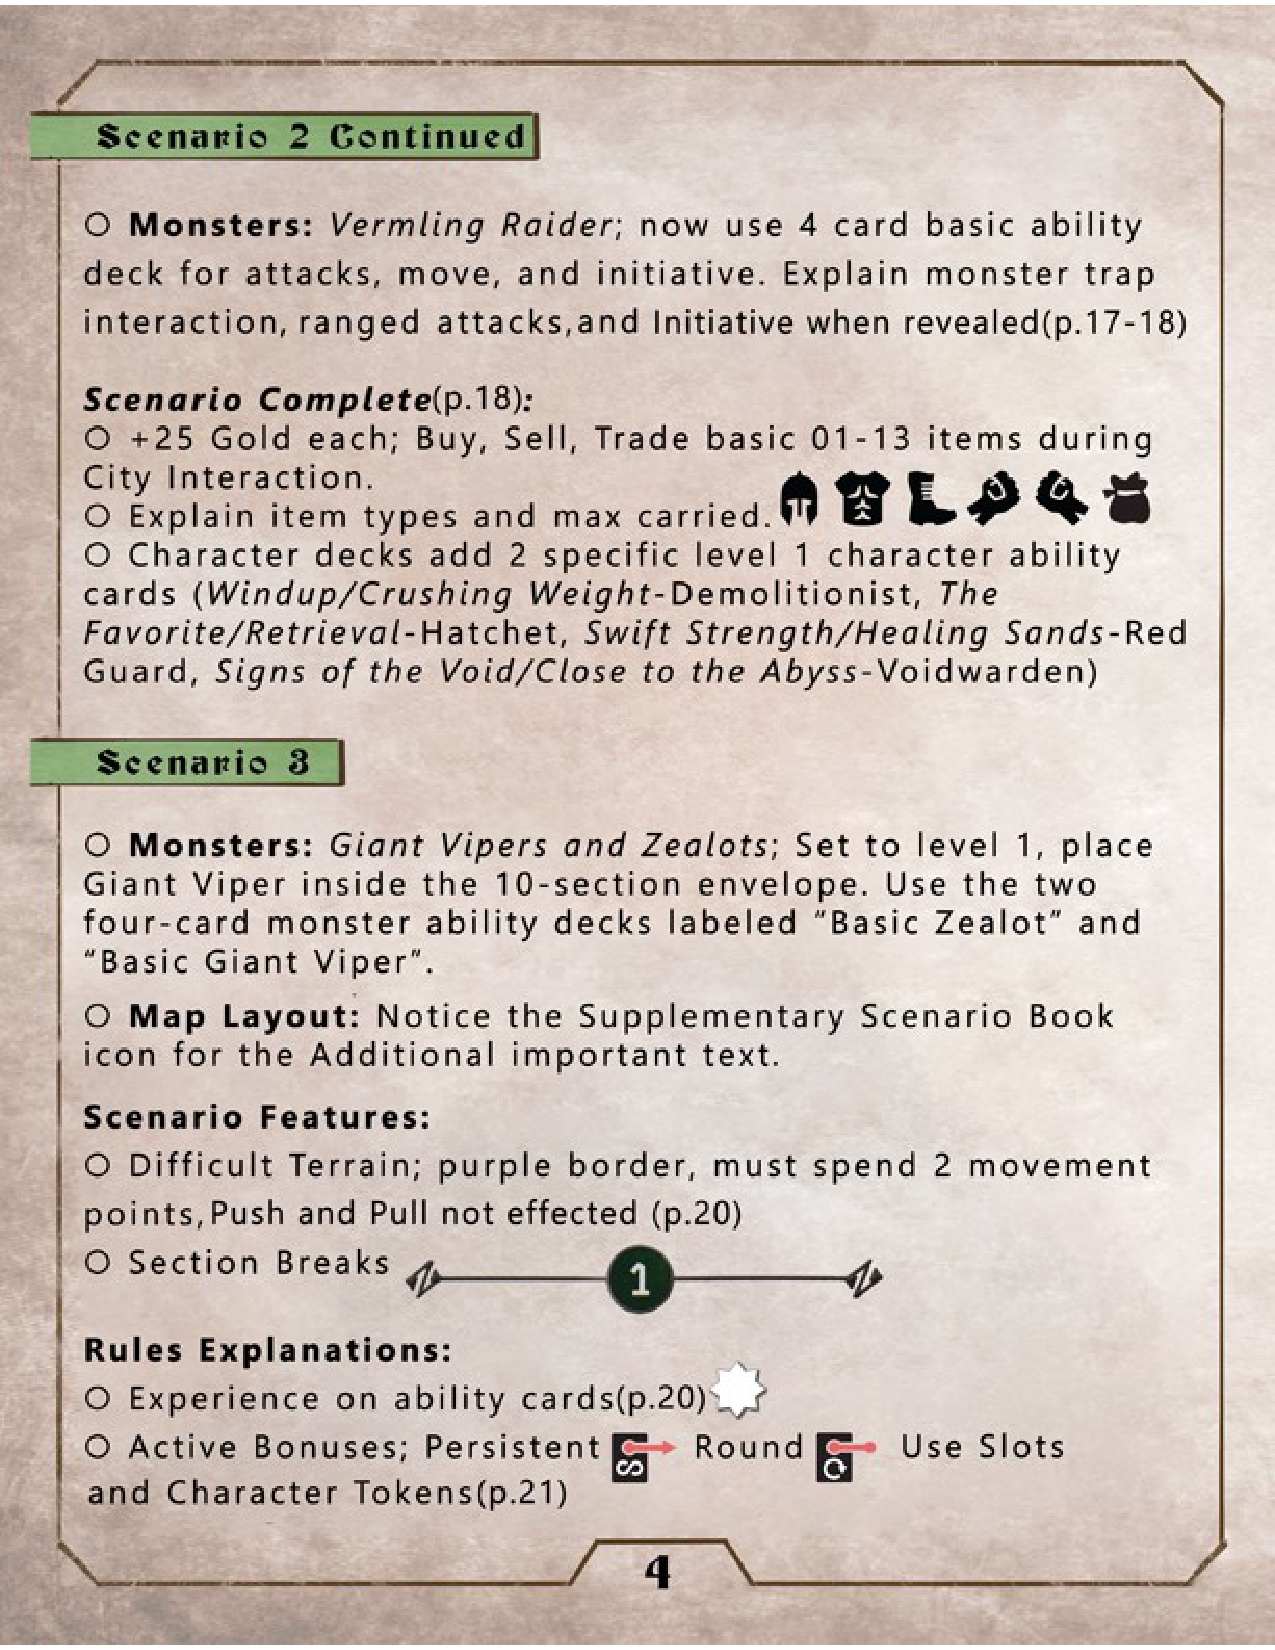 Scenario 2 Continued
O Monsters: Vermling Raider; now use 4 card basic ability
deck for attacks, move, and initiative. Explain monster trap
interaction, ranged attacks,and Initiative when revealed(p.17-18)
Scenario Complete(p.18):
O +25 Gold each; Buy, Sell, Trade basic 01-13 items during
City Interaction.
O Explain item types and max carried.
O Character decks add 2 specific level 1 character ability
cards (Windup/Crushing Weight-Demolitionist, The
Favorite/Retrieval-Hatchet, Swift Strength/Healing Sands-Red
Guard, Signs of the Void/Close to the Abyss-Voidwarden)
Scenario 3
O Monsters: Giant Vipers and Zealots; Set to level 1, place
Giant Viper inside the 10-section envelope. Use the two
four-card monster ability decks labeled “Basic Zealot” and
“Basic Giant Viper”.
O Map Layout: Notice the Supplementary Scenario Book
icon for the Additional important text.
Scenario Features:
O Difficult Terrain; purple border, must spend 2 movement
points,Push and Pull not effected (p.20)
O Section Breaks 1
Rules Explanations:
O Experience on ability cards(p.20)
O Active Bonuses; Persistent Round Use Slots
and Character Tokens(p.21)
4